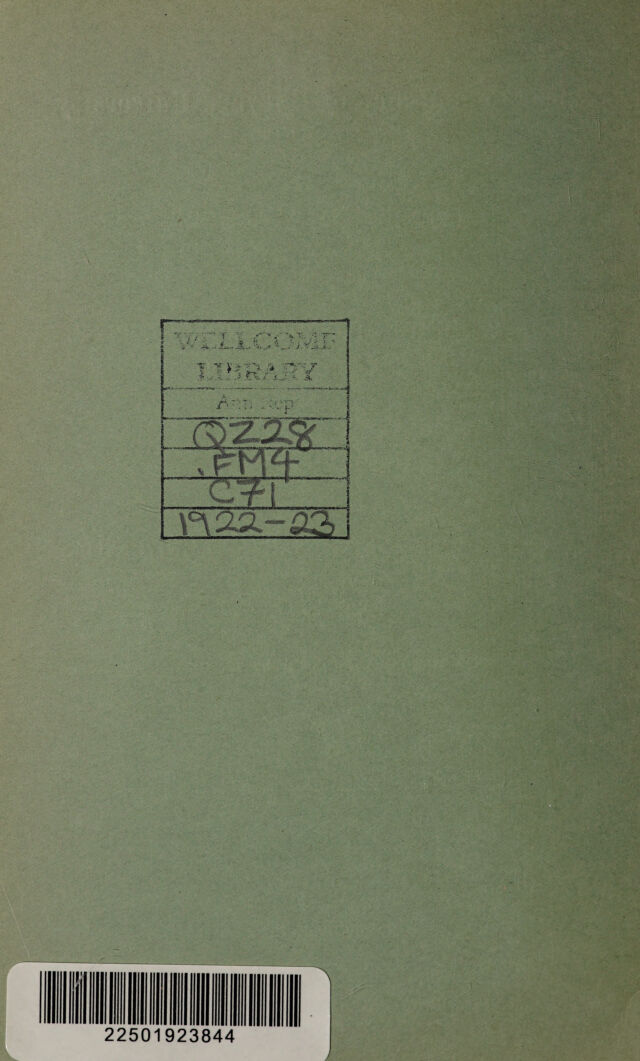 WELLCOME
LIBRARY
Ann Rep
QZ28
.FM4
C71
1922-23
22501923844